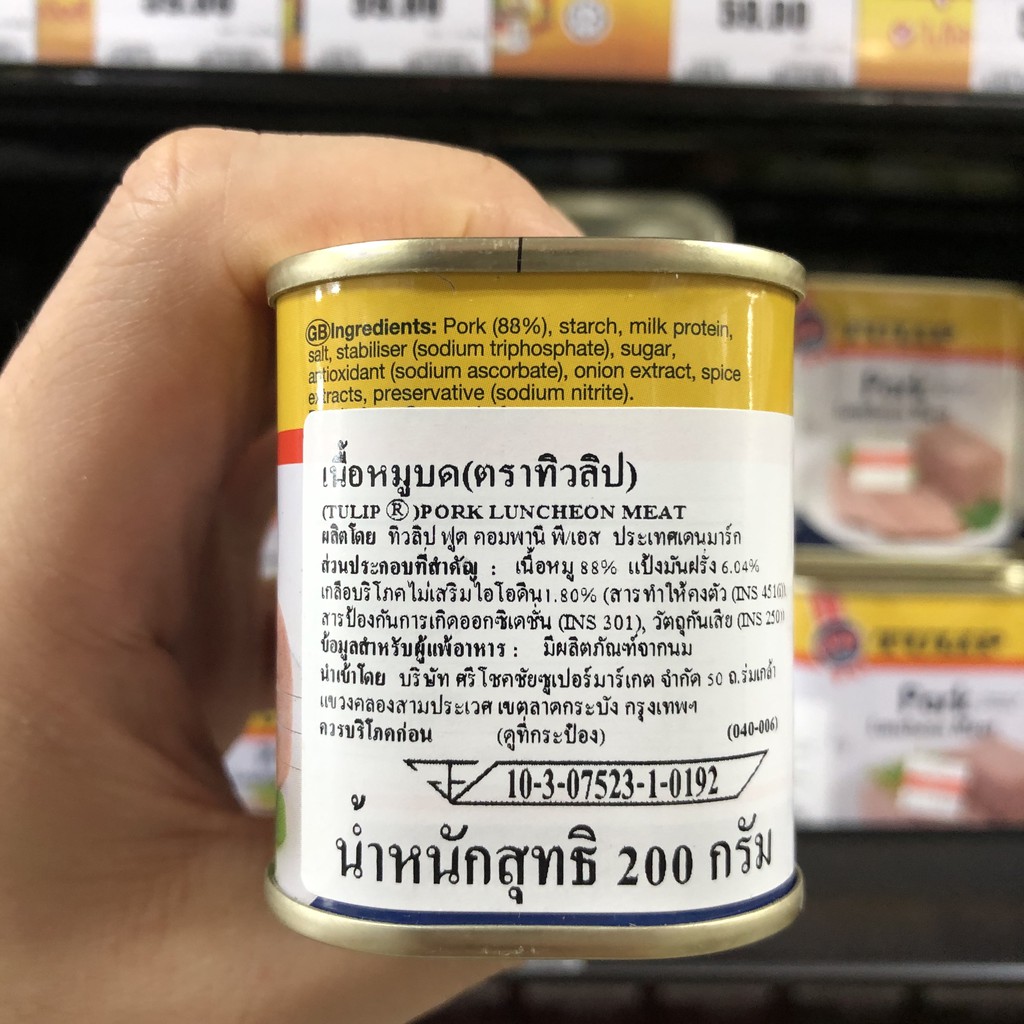 50.00
GB Ingredients: Pork (88%), starch, milk protein,
salt, stabiliser (sodium triphosphate), sugar,
antioxidant (sodium ascorbate), onion extract, spice
extracts, preservative (sodium nitrite).
เนื้อหมูบด(ตราทิวลิป)
(TULIP ®)PORK LUNCHEON MEAT
ผลิตโดย ทิวลิป ฟูด คอมพานี พี/เอส ประเทศเดนมาร์ก
ส่วนประกอบที่สำคัญ : เนื้อหมู 88% แป้งมันฝรั่ง 6.04%
เกลือบริโภคไม่เสริมไอโอดีน1.80% (สารทำให้คงตัว (INS 451(i)),
สารป้องกันการเกิดออกซิเดชั่น (INS 301), วัตถุกันเสีย (INS 250))
ข้อมูลสำหรับผู้แพ้อาหาร : มีผลิตภัณฑ์จากนม
นำเข้าโดย บริษัท ศรีโชคชัยซูเปอร์มาร์เกต จำกัด 50 ถ.ร่มเกล้า
แขวงคลองสามประเวศ เขตลาดกระบัง กรุงเทพฯ
ควรบริโภคก่อน (ดูที่กระป๋อง) (040-006)
10-3-07523-1-0192
น้ำหนักสุทธิ 200 กรัม
TULIP
Pork
TULIP
Pork
Luncheon Meat